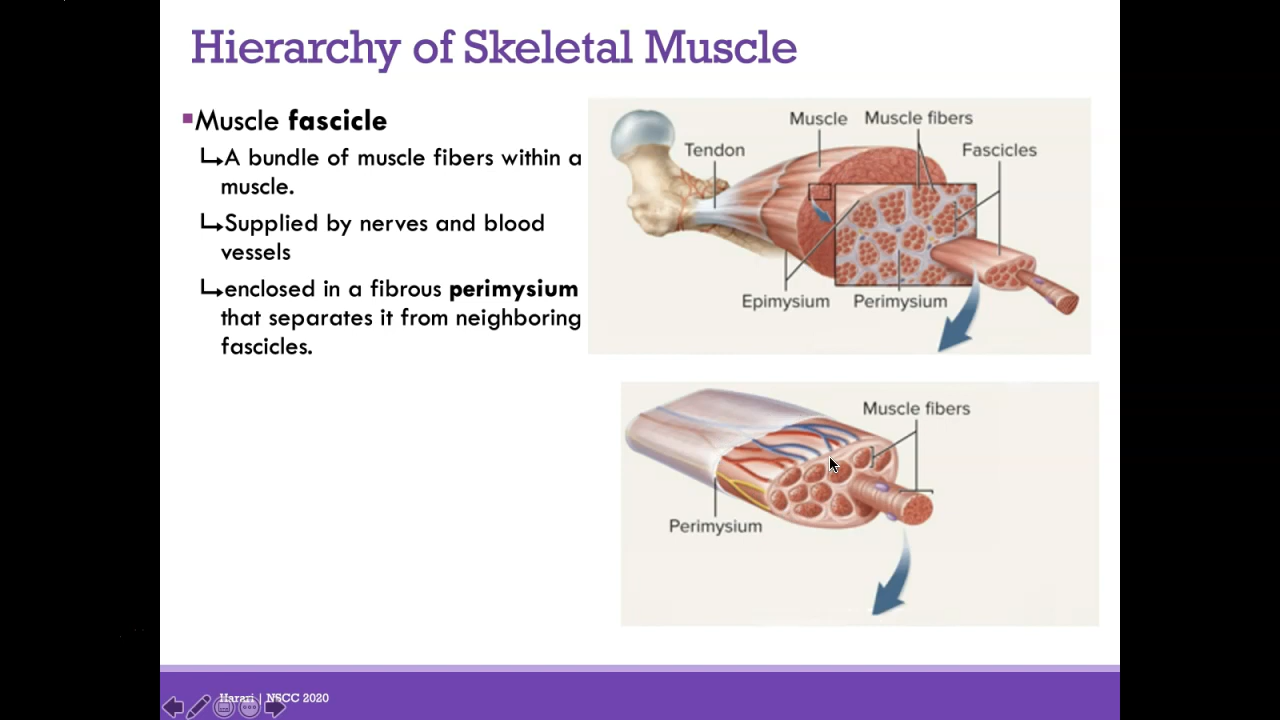 Hierarchy of Skeletal Muscle
Muscle fascicle
A bundle of muscle fibers within a
muscle.
Supplied by nerves and blood
vessels
enclosed in a fibrous perimysium
that separates it from neighboring
fascicles.
Muscle
Muscle fibers
Tendon
Fascicles
Epimysium
Perimysium
Muscle fibers
Perimysium
Harari | NSCC 2020